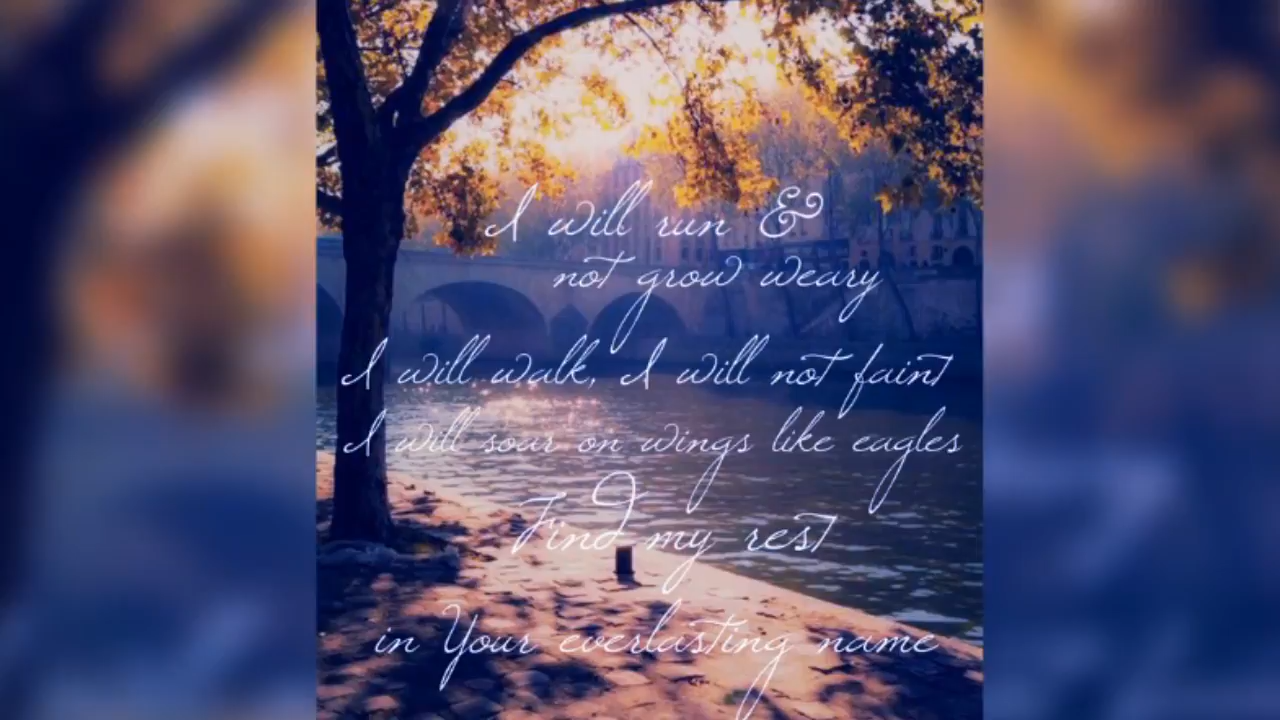 I will run &
not grow weary
I will walk, I will not faint
I will soar on wings like eagles
Find my rest
in Your everlasting name